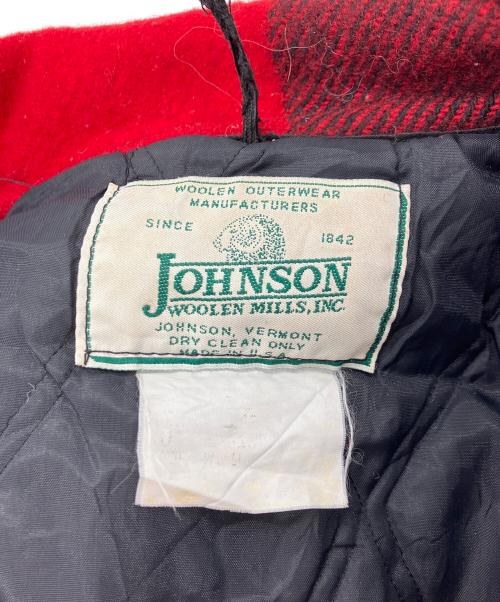 WOOLEN OUTERWEAR
MANUFACTURERS
SINCE 1842
JOHNSON
WOOLEN MILLS, INC.
JOHNSON, VERMONT
DRY CLEAN ONLY
MADE IN U.S.A.